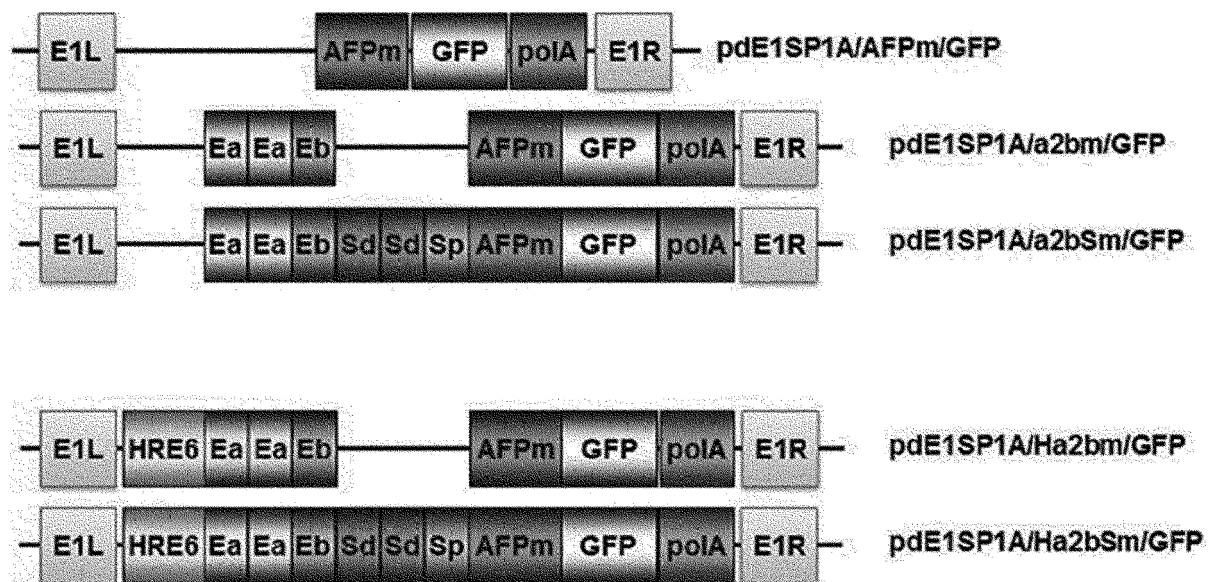 E1L AFPm GFP polA E1R pdE1SP1A/AFPm/GFP
E1L Ea Ea Eb AFPm GFP polA E1R pdE1SP1A/a2bm/GFP
E1L Ea Ea Eb Sd Sd Sp AFPm GFP polA E1R pdE1SP1A/a2bSm/GFP
E1L HRE6 Ea Ea Eb AFPm GFP polA E1R pdE1SP1A/Ha2bm/GFP
E1L HRE6 Ea Ea Eb Sd Sd Sp AFPm GFP polA E1R pdE1SP1A/Ha2bSm/GFP